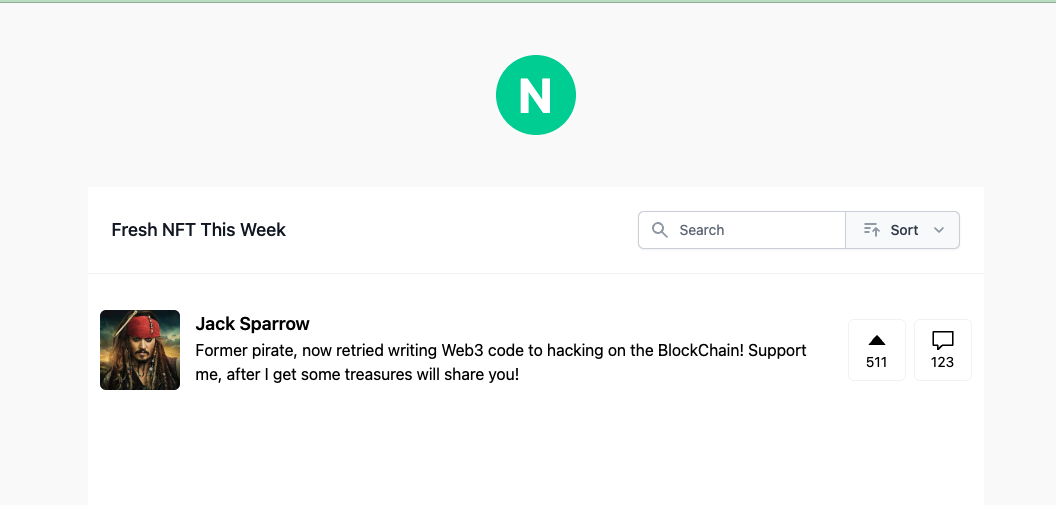 N
Fresh NFT This Week
Search
Sort
Jack Sparrow
Former pirate, now retried writing Web3 code to hacking on the BlockChain! Support
me, after I get some treasures will share you!
511
123